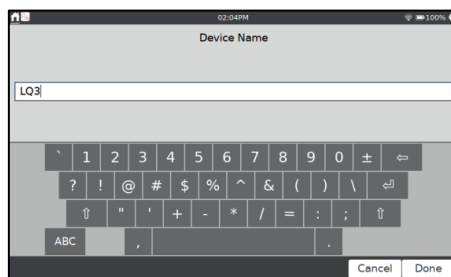 02:04PM 100%
Device Name
LQ3
` 1 2 3 4 5 6 7 8 9 0 ± ⇦
? ! @ # $ % ^ & ( ) \ ⏎
⇧ " ' + - * / = : ; ⇧
ABC , .
Cancel Done